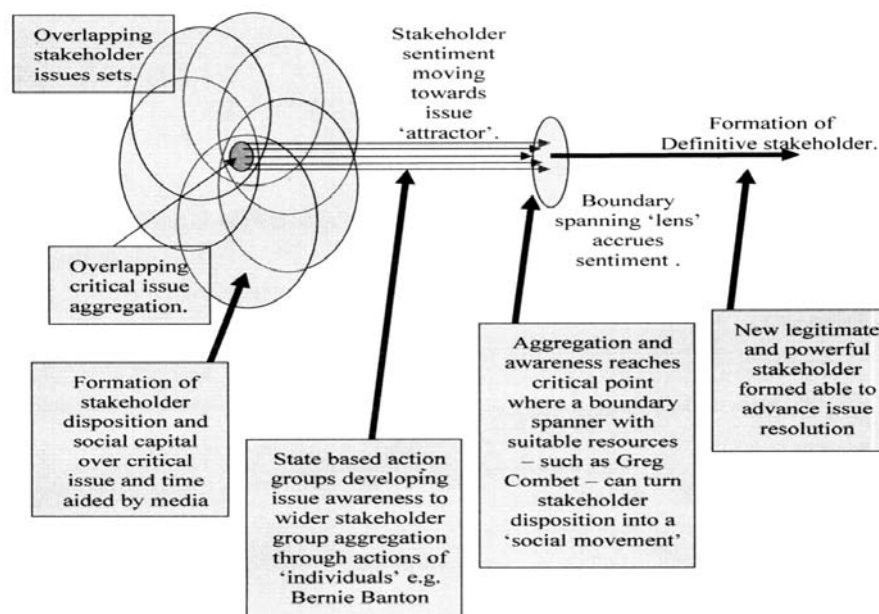 Overlapping
stakeholder
issues sets.
Stakeholder
sentiment
moving
towards
issue
‘attractor’.
Formation of
Definitive stakeholder.
Boundary
spanning ‘lens’
accrues
sentiment .
Overlapping
critical issue
aggregation.
Formation of
stakeholder
disposition and
social capital
over critical
issue and time
aided by media
State based action
groups developing
issue awareness to
wider stakeholder
group aggregation
through actions of
‘individuals’ e.g.
Bernie Banton
Aggregation and
awareness reaches
critical point
where a boundary
spanner with
suitable resources
– such as Greg
Combet – can turn
stakeholder
disposition into a
‘social movement’
New legitimate
and powerful
stakeholder
formed able to
advance issue
resolution